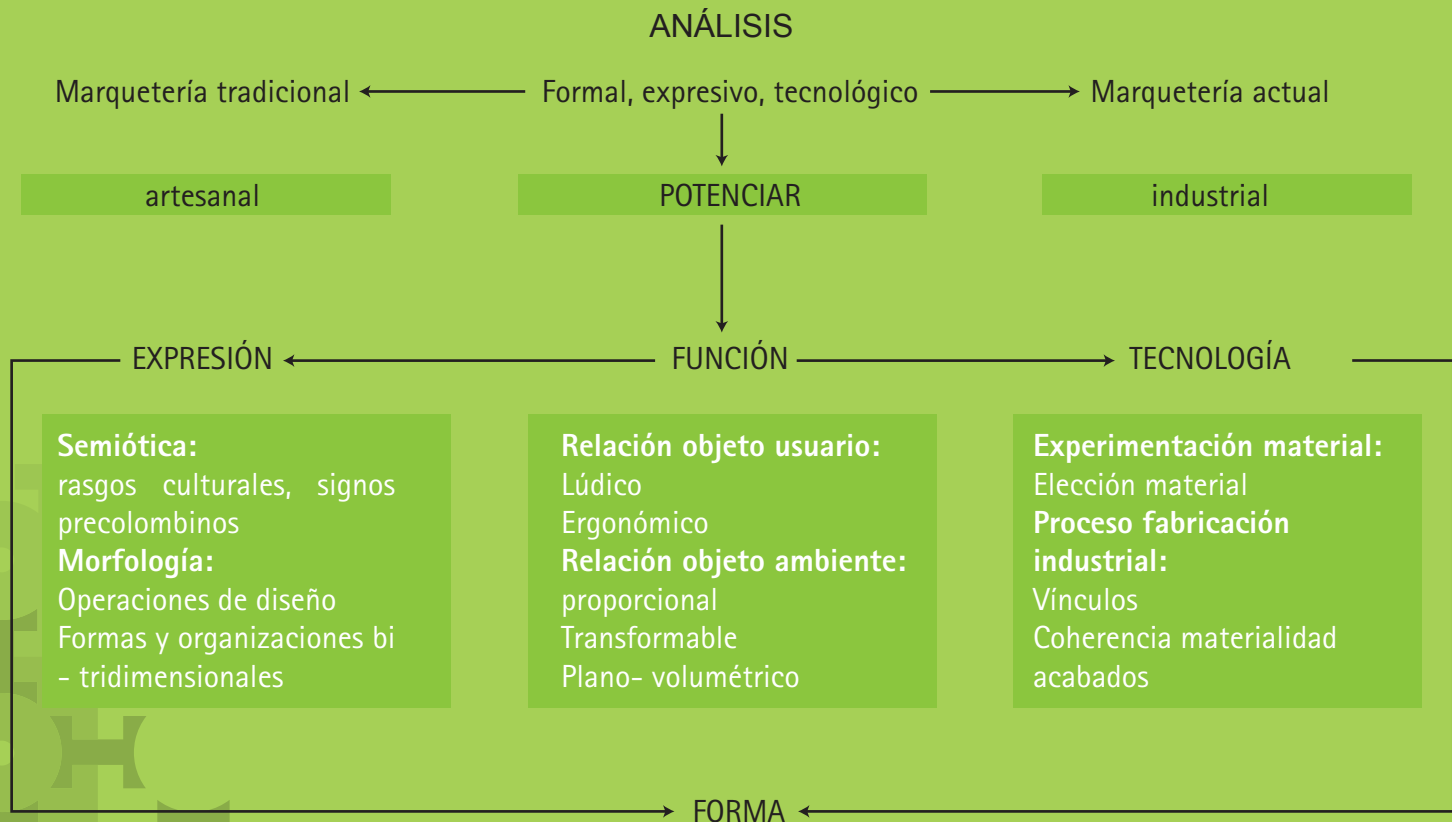 ANÁLISIS
Marquetería tradicional
Formal, expresivo, tecnológico
Marquetería actual
artesanal
POTENCIAR
industrial
EXPRESIÓN
FUNCIÓN
TECNOLOGÍA
Semiótica:
rasgos culturales, signos
precolombinos
Morfología:
Operaciones de diseño
Formas y organizaciones bi
- tridimensionales
Relación objeto usuario:
Lúdico
Ergonómico
Relación objeto ambiente:
proporcional
Transformable
Plano- volumétrico
Experimentación material:
Elección material
Proceso fabricación
industrial:
Vínculos
Coherencia materialidad
acabados
FORMA